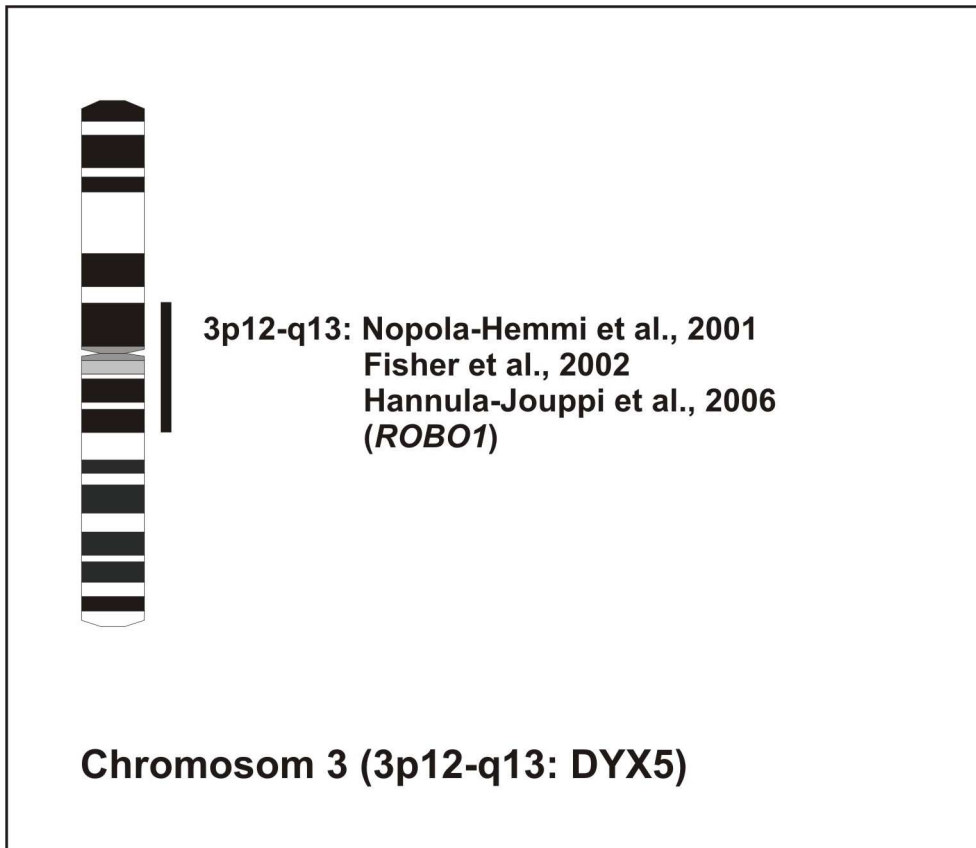 3p12-q13: Nopola-Hemmi et al., 2001
Fisher et al., 2002
Hannula-Jouppi et al., 2006
(ROBO1)
Chromosom 3 (3p12-q13: DYX5)